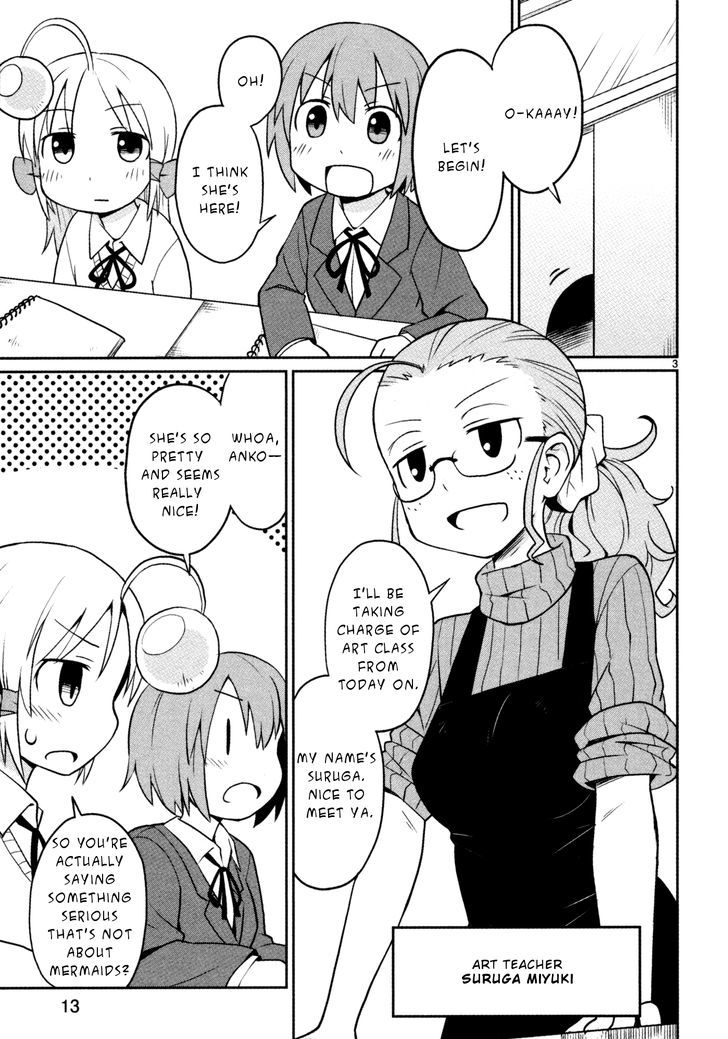 O-KAAAY!
LET'S
BEGIN!
OH!
I THINK
SHE'S
HERE!
3
I'LL BE
TAKING
CHARGE OF
ART CLASS
FROM
TODAY ON.
MY NAME'S
SURUGA.
NICE TO
MEET YA.
ART TEACHER
SURUGA MIYUKI
WHOA,
ANKO—
SHE'S SO
PRETTY
AND SEEMS
REALLY
NICE!
SO YOU'RE
ACTUALLY
SAYING
SOMETHING
SERIOUS
THAT'S NOT
ABOUT
MERMAIDS?
13